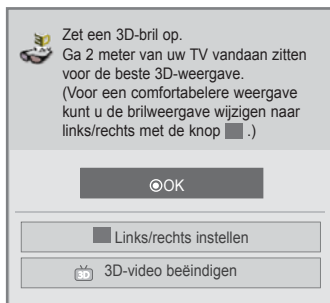 Zet een 3D-bril op.
Ga 2 meter van uw TV vandaan zitten
voor de beste 3D-weergave.
(Voor een comfortabelere weergave
kunt u de brilweergave wijzigen naar
links/rechts met de knop .)
OK
Links/rechts instellen
3D 3D-video beëindigen